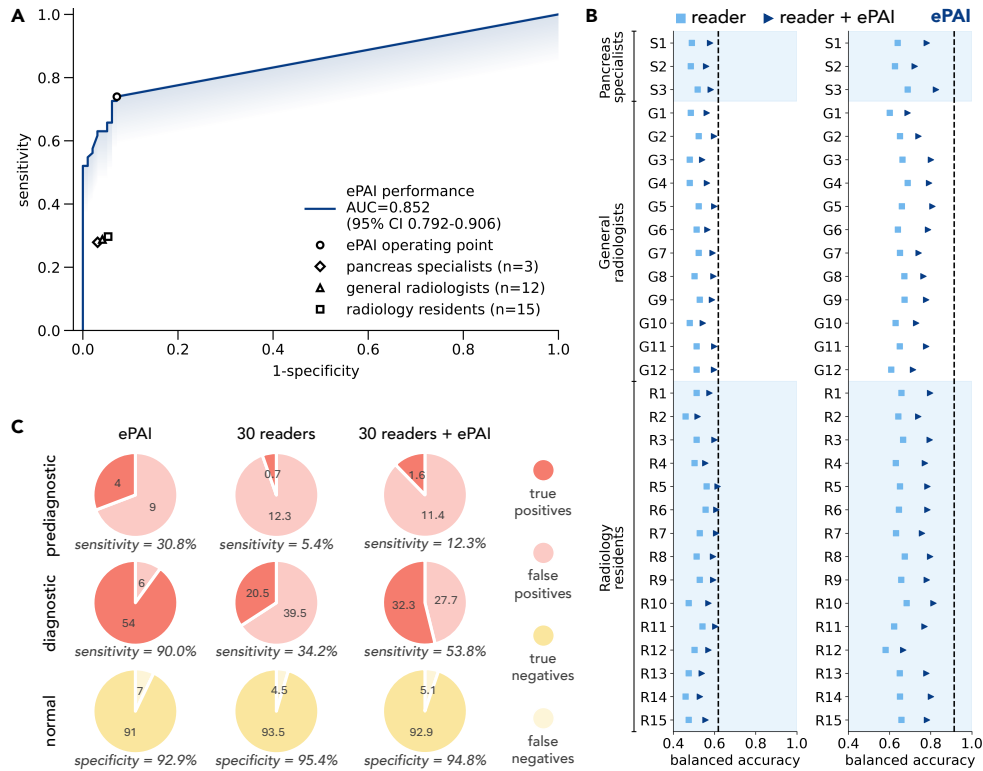 A
1.0
0.8
0.6
0.4
0.2
0.0
sensitivity
0.0
0.2
0.4
0.6
0.8
1.0
1-specificity
ePAI performance
AUC=0.852
(95% CI 0.792-0.906)
ePAI operating point
pancreas specialists (n=3)
general radiologists (n=12)
radiology residents (n=15)
B
reader
reader + ePAI
ePAI
Pancreas
specialists
General
radiologists
Radiology
residents
S1
S2
S3
G1
G2
G3
G4
G5
G6
G7
G8
G9
G10
G11
G12
R1
R2
R3
R4
R5
R6
R7
R8
R9
R10
R11
R12
R13
R14
R15
0.4
0.6
0.8
1.0
balanced accuracy
S1
S2
S3
G1
G2
G3
G4
G5
G6
G7
G8
G9
G10
G11
G12
R1
R2
R3
R4
R5
R6
R7
R8
R9
R10
R11
R12
R13
R14
R15
0.4
0.6
0.8
1.0
balanced accuracy
C
ePAI
30 readers
30 readers + ePAI
prediagnostic
4
9
sensitivity = 30.8%
0.7
12.3
sensitivity = 5.4%
1.6
11.4
sensitivity = 12.3%
diagnostic
6
54
sensitivity = 90.0%
20.5
39.5
sensitivity = 34.2%
32.3
27.7
sensitivity = 53.8%
normal
7
91
specificity = 92.9%
4.5
93.5
specificity = 95.4%
5.1
92.9
specificity = 94.8%
true
positives
false
positives
true
negatives
false
negatives